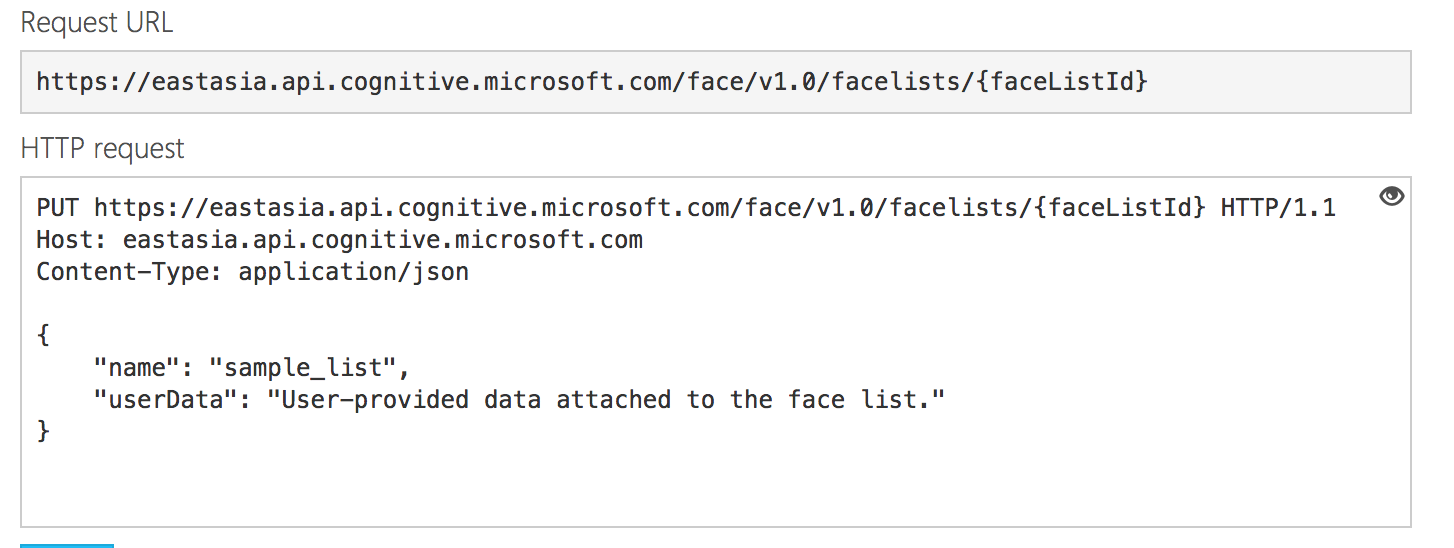 Request URL
https://eastasia.api.cognitive.microsoft.com/face/v1.0/facelists/{faceListId}
HTTP request
PUT https://eastasia.api.cognitive.microsoft.com/face/v1.0/facelists/{faceListId} HTTP/1.1
Host: eastasia.api.cognitive.microsoft.com
Content-Type: application/json
{
"name": "sample_list",
"userData": "User-provided data attached to the face list."
}